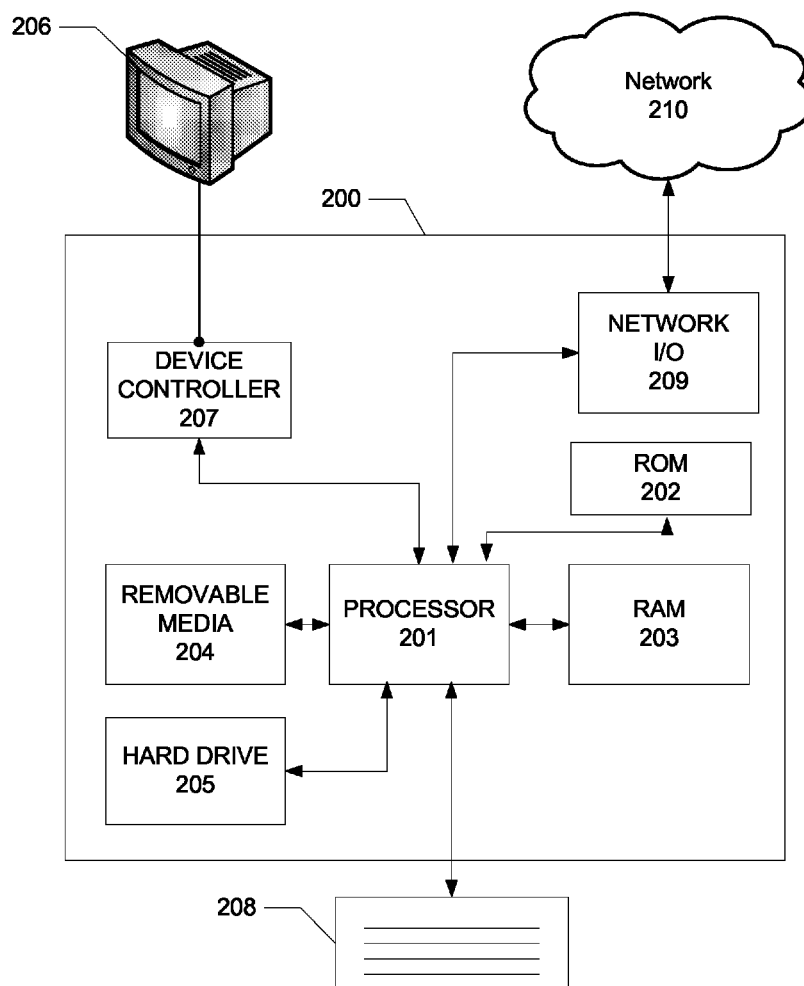 206
Network
210
200
NETWORK
I/O
209
DEVICE
CONTROLLER
207
ROM
202
REMOVABLE
MEDIA
204
PROCESSOR
201
RAM
203
HARD DRIVE
205
208